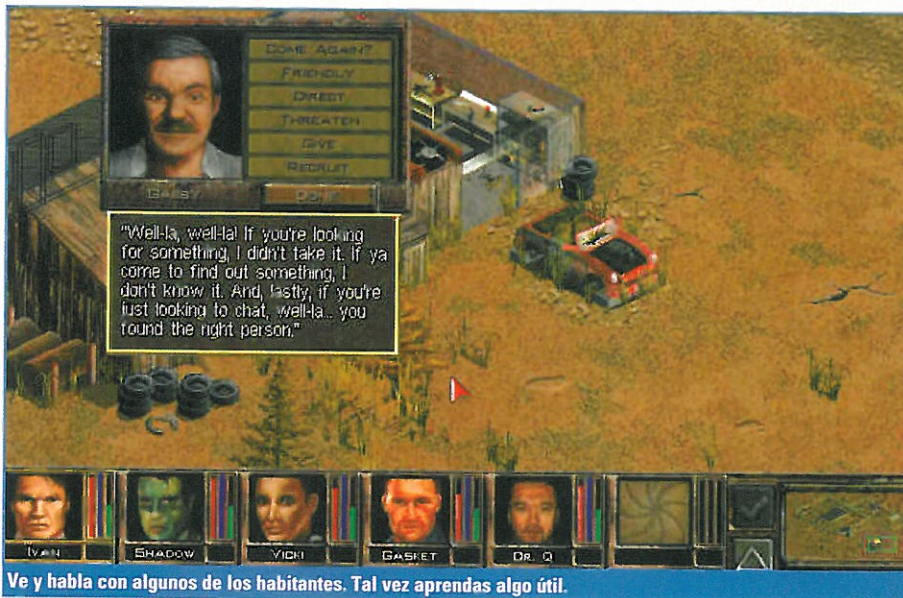 COME AGAIN?
FRIENDLY
DIRECT
THREATEN
GIVE
RECRUIT
GABBY
DONE
"Well-la, well-la! If you're looking
for something, I didn't take it. If ya
come to find out something, I
don't know it. And, lastly, if you're
just looking to chat, well-la... you
found the right person."
IVAN
SHADOW
VICKI
GASKET
DR. Q
Ve y habla con algunos de los habitantes. Tal vez aprendas algo útil.